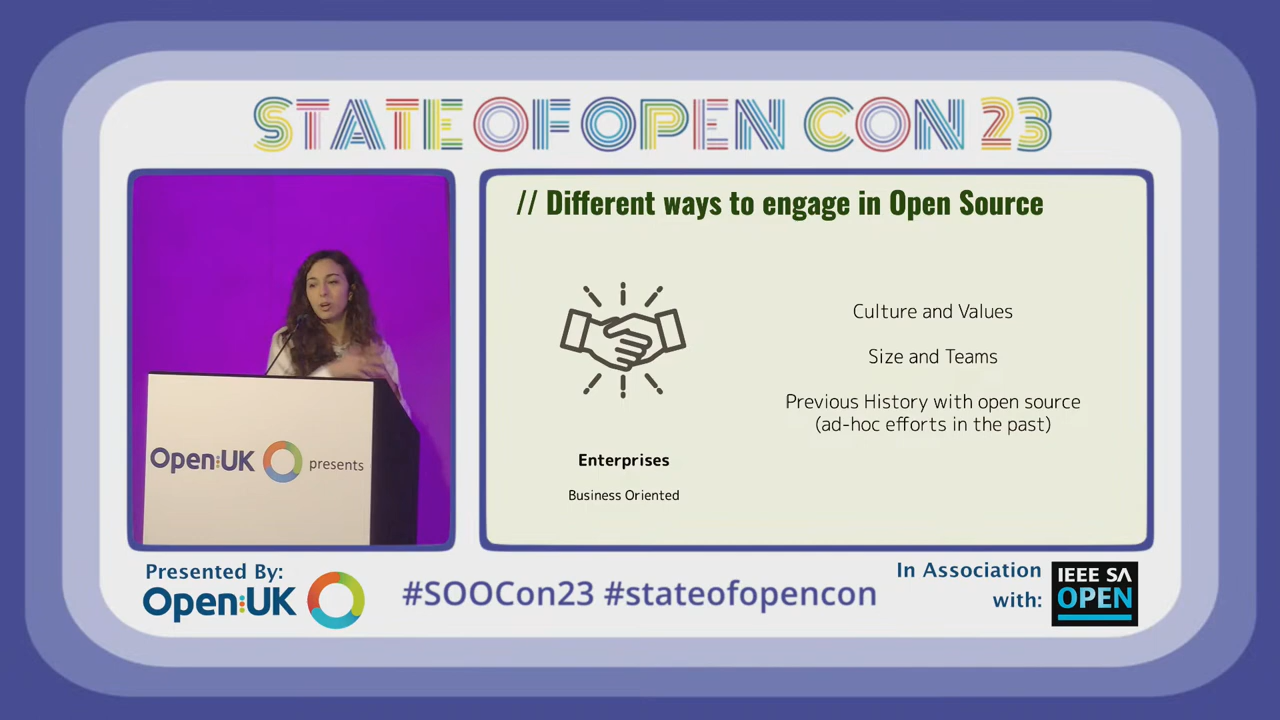 STATE OF OPEN CON 23
// Different ways to engage in Open Source
Culture and Values
Size and Teams
Previous History with open source
(ad-hoc efforts in the past)
Enterprises
Business Oriented
Open:UK presents
Presented By:
Open:UK
#SOOCon23 #stateofopencon
In Association
with:
IEEE SA
OPEN